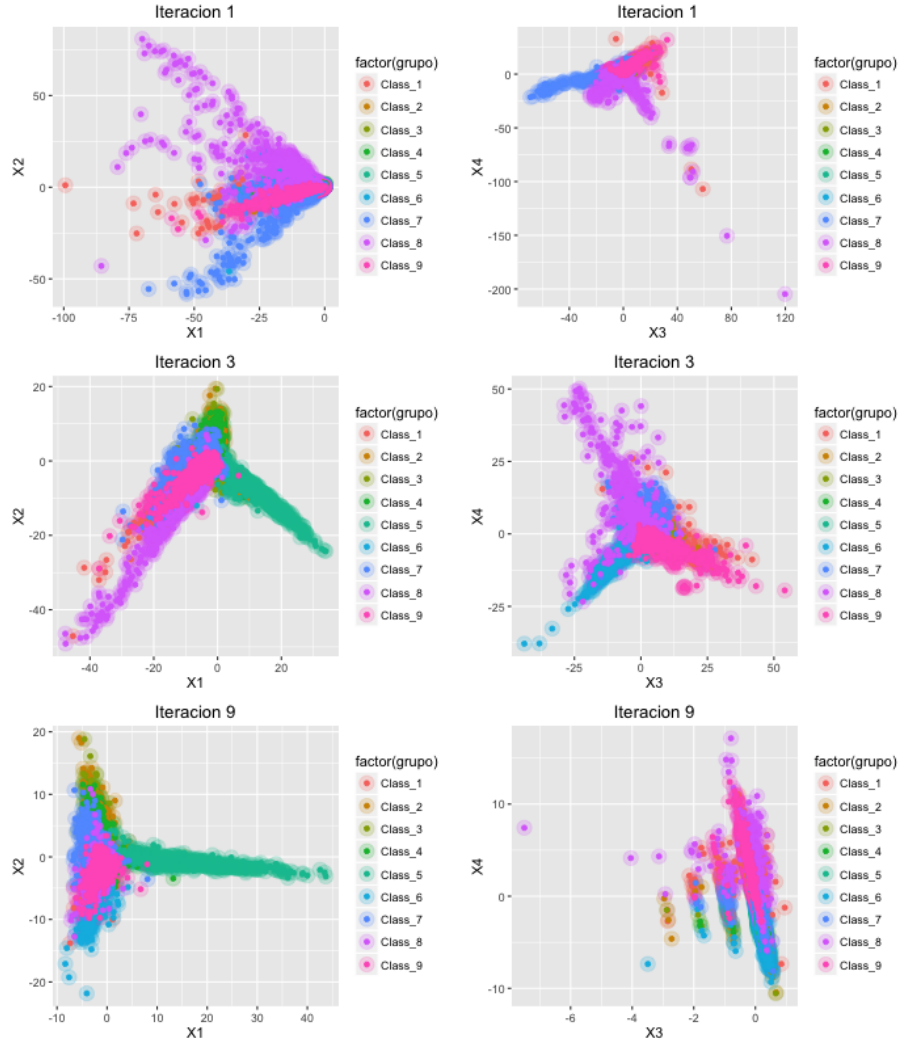 Iteracion 1
X2
50
0
-50
-100
-75
-50
-25
0
X1
factor(grupo)
Class_1
Class_2
Class_3
Class_4
Class_5
Class_6
Class_7
Class_8
Class_9
Iteracion 1
X4
0
-50
-100
-150
-200
-40
0
40
80
120
X3
factor(grupo)
Class_1
Class_2
Class_3
Class_4
Class_5
Class_6
Class_7
Class_8
Class_9
Iteracion 3
X2
20
0
-20
-40
-40
-20
0
20
X1
factor(grupo)
Class_1
Class_2
Class_3
Class_4
Class_5
Class_6
Class_7
Class_8
Class_9
Iteracion 3
X4
50
25
0
-25
-25
0
25
50
X3
factor(grupo)
Class_1
Class_2
Class_3
Class_4
Class_5
Class_6
Class_7
Class_8
Class_9
Iteracion 9
X2
20
10
0
-10
-20
-10
0
10
20
30
40
X1
factor(grupo)
Class_1
Class_2
Class_3
Class_4
Class_5
Class_6
Class_7
Class_8
Class_9
Iteracion 9
X4
10
0
-10
-6
-4
-2
0
X3
factor(grupo)
Class_1
Class_2
Class_3
Class_4
Class_5
Class_6
Class_7
Class_8
Class_9